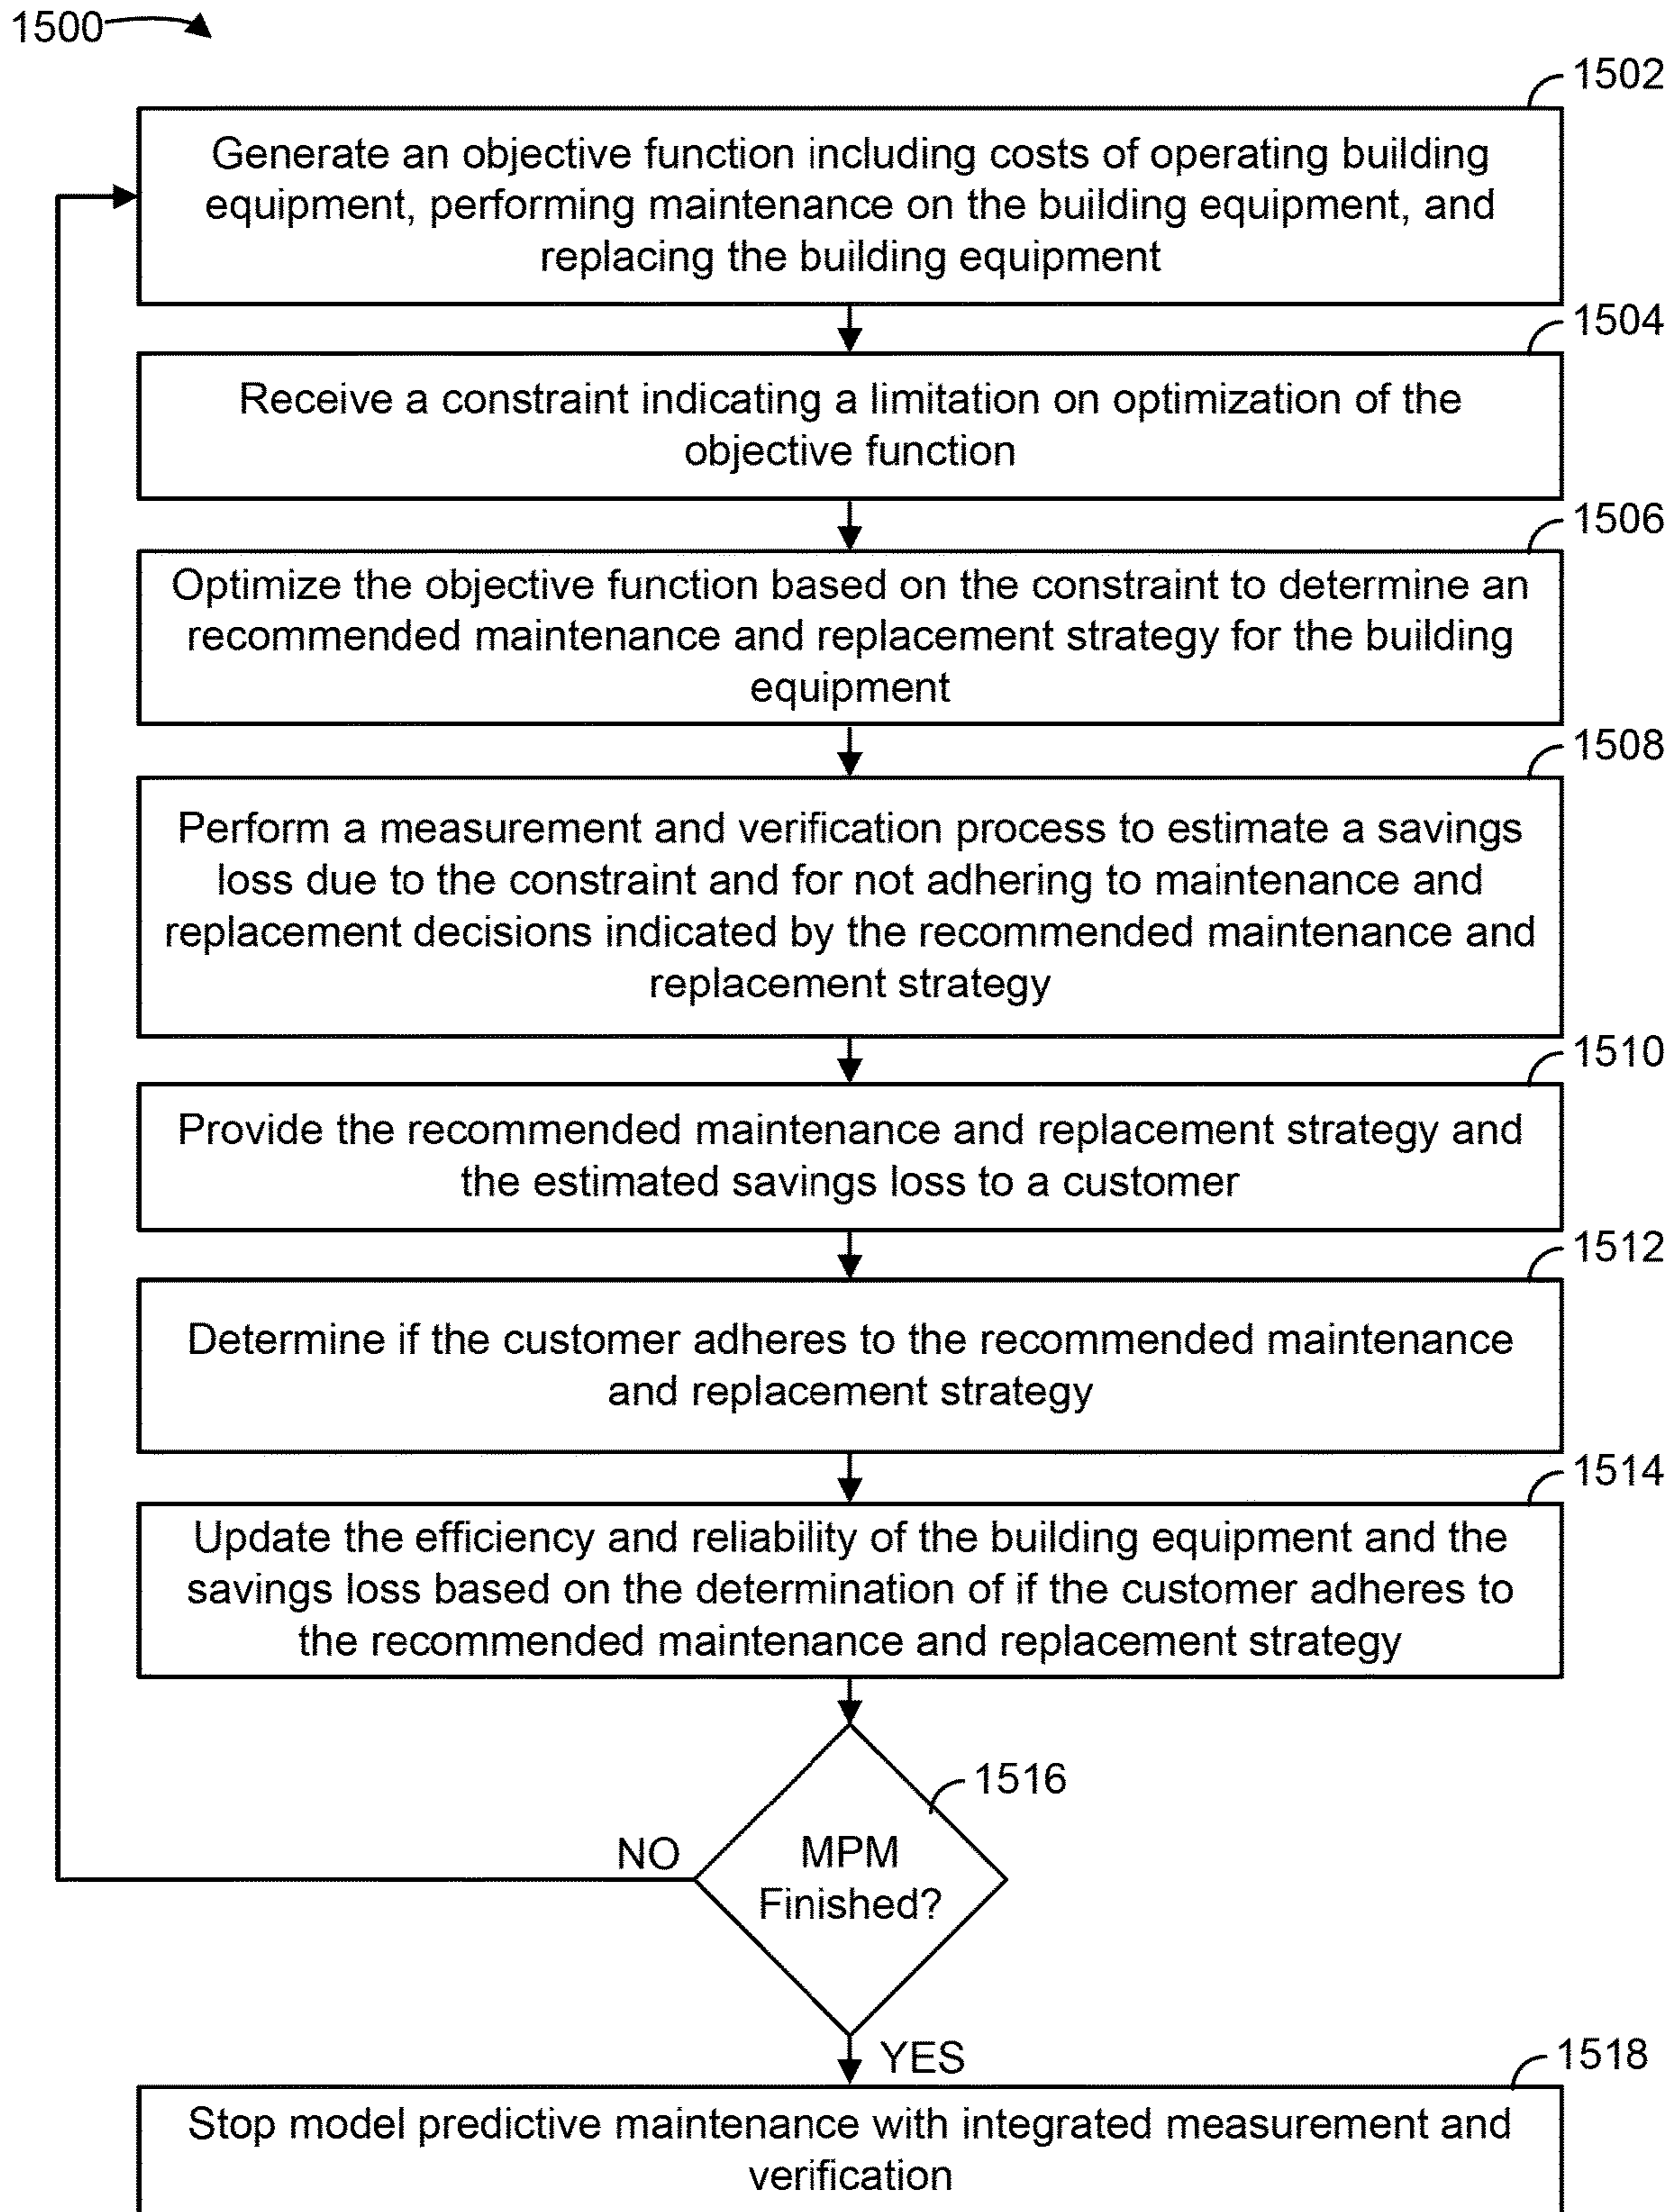 1500
1502
Generate an objective function including costs of operating building
equipment, performing maintenance on the building equipment, and
replacing the building equipment
1504
Receive a constraint indicating a limitation on optimization of the
objective function
1506
Optimize the objective function based on the constraint to determine an
recommended maintenance and replacement strategy for the building
equipment
1508
Perform a measurement and verification process to estimate a savings
loss due to the constraint and for not adhering to maintenance and
replacement decisions indicated by the recommended maintenance and
replacement strategy
1510
Provide the recommended maintenance and replacement strategy and
the estimated savings loss to a customer
1512
Determine if the customer adheres to the recommended maintenance
and replacement strategy
1514
Update the efficiency and reliability of the building equipment and the
savings loss based on the determination of if the customer adheres to
the recommended maintenance and replacement strategy
1516
NO
MPM
Finished?
YES
1518
Stop model predictive maintenance with integrated measurement and
verification